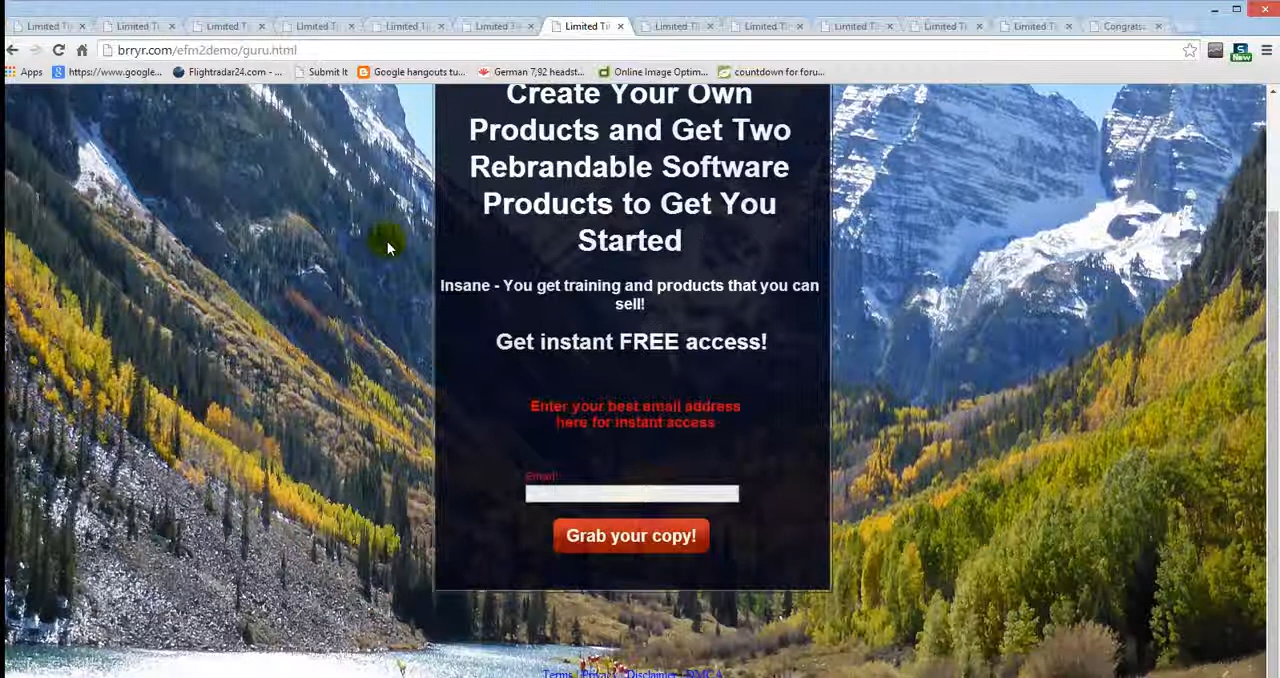 Limited Ti
Limited T
Limited T
Limited Ti
Limited Ti
Limited Ti
Limited Ti
Limited Ti
Limited Ti
Limited Ti
Limited Ti
Limited Ti
Congrats
brryr.com/efm2demo/guru.html
Apps
https://www.google...
Flightradar24.com - ...
Submit It
Google hangouts tu...
German 7,92 headst...
Online Image Optim...
countdown for foru...
New
Create Your Own
Products and Get Two
Rebrandable Software
Products to Get You
Started
Insane - You get training and products that you can
sell!
Get instant FREE access!
Enter your best email address
here for instant access
Email:
Grab your copy!
Terms | Privacy | Disclaimer | DMCA